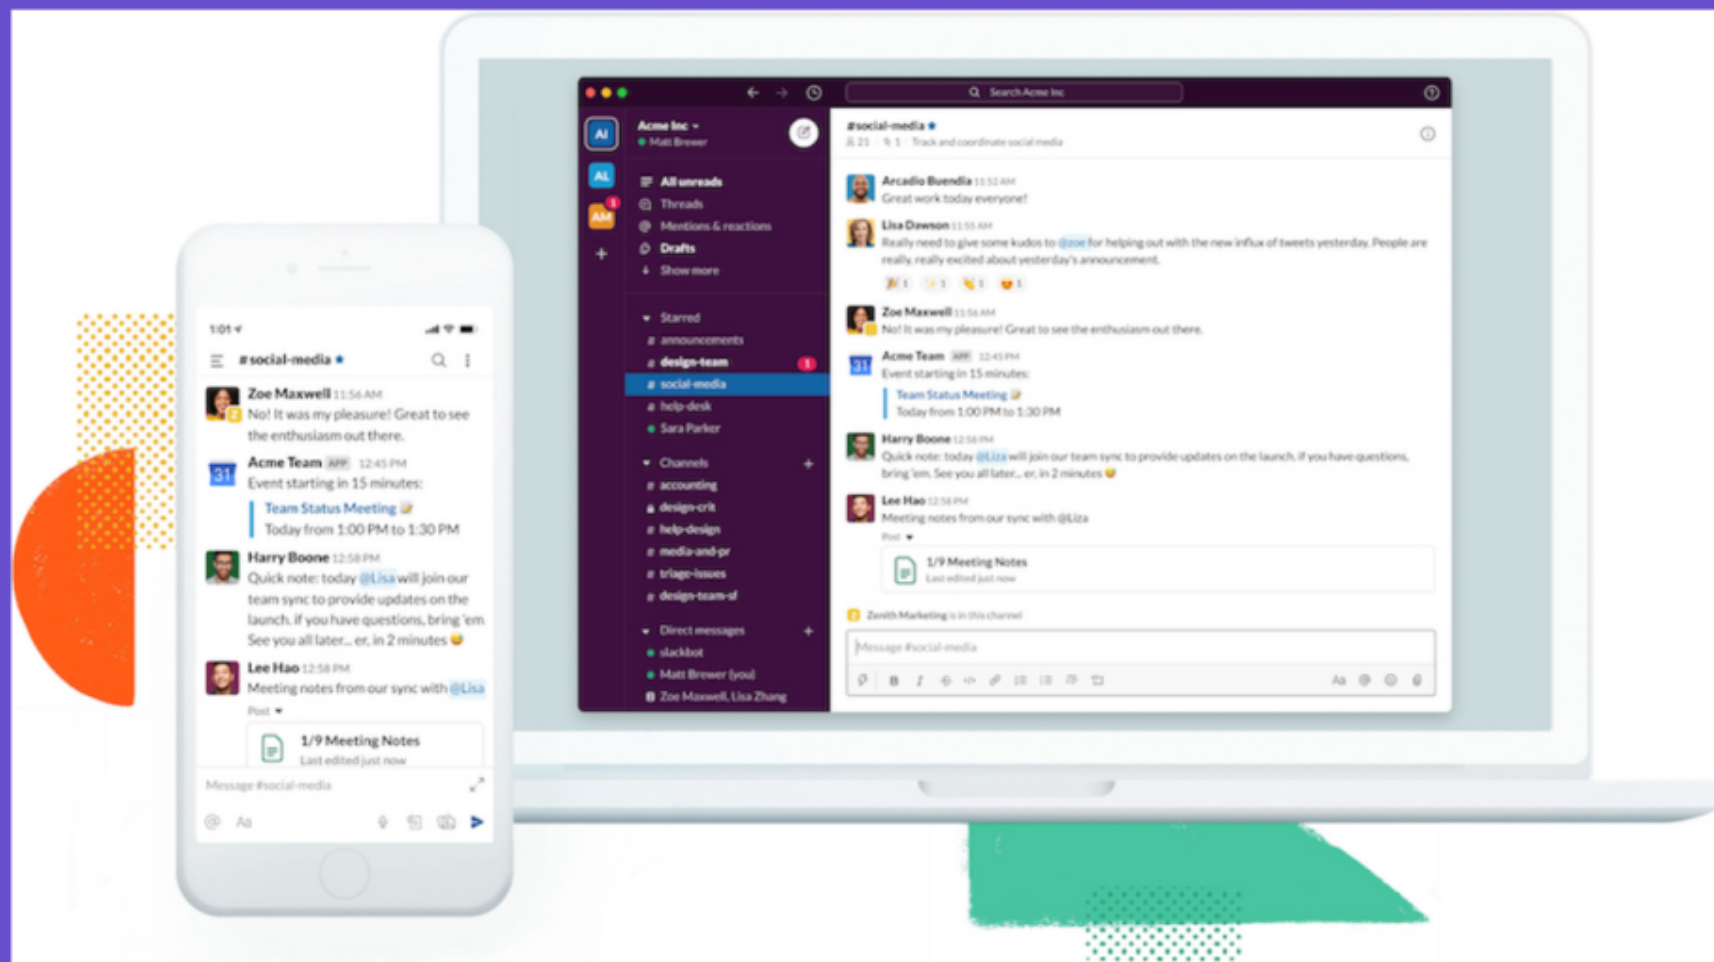 Search Acme Inc
AI
Acme Inc
Matt Brewer
AL
AM
1
All unreads
Threads
Mentions & reactions
Drafts
Show more
Starred
# announcements
# design-team 1
# social-media
# help-desk
Sara Parker
Channels
# accounting
design-crit
# help-design
# media-and-pr
# triage-issues
# design-team-sf
Direct messages
slackbot
Matt Brewer (you)
Zoe Maxwell, Lisa Zhang
#social-media
21 | 1 | Track and coordinate social media
Arcadio Buendia 11:52 AM
Great work today everyone!
Lisa Dawson 11:55 AM
Really need to give some kudos to @zoe for helping out with the new influx of tweets yesterday. People are
really, really excited about yesterday's announcement.
1 1 1 1
Zoe Maxwell 11:56 AM
No! It was my pleasure! Great to see the enthusiasm out there.
31
Acme Team APP 12:45 PM
Event starting in 15 minutes:
Team Status Meeting
Today from 1:00 PM to 1:30 PM
Harry Boone 12:58 PM
Quick note: today @Liza will join our team sync to provide updates on the launch. if you have questions,
bring 'em. See you all later... er, in 2 minutes
Lee Hao 12:58 PM
Meeting notes from our sync with @Liza
Post
1/9 Meeting Notes
Last edited just now
Zenith Marketing is in this channel
Message #social-media
B I Aa @
1:01
#social-media
Zoe Maxwell 11:56 AM
No! It was my pleasure! Great to see
the enthusiasm out there.
31
Acme Team APP 12:45 PM
Event starting in 15 minutes:
Team Status Meeting
Today from 1:00 PM to 1:30 PM
Harry Boone 12:58 PM
Quick note: today @Lisa will join our
team sync to provide updates on the
launch. if you have questions, bring 'em
See you all later... er, in 2 minutes
Lee Hao 12:58 PM
Meeting notes from our sync with @Lisa
Post
1/9 Meeting Notes
Last edited just now
Message #social-media
@ Aa